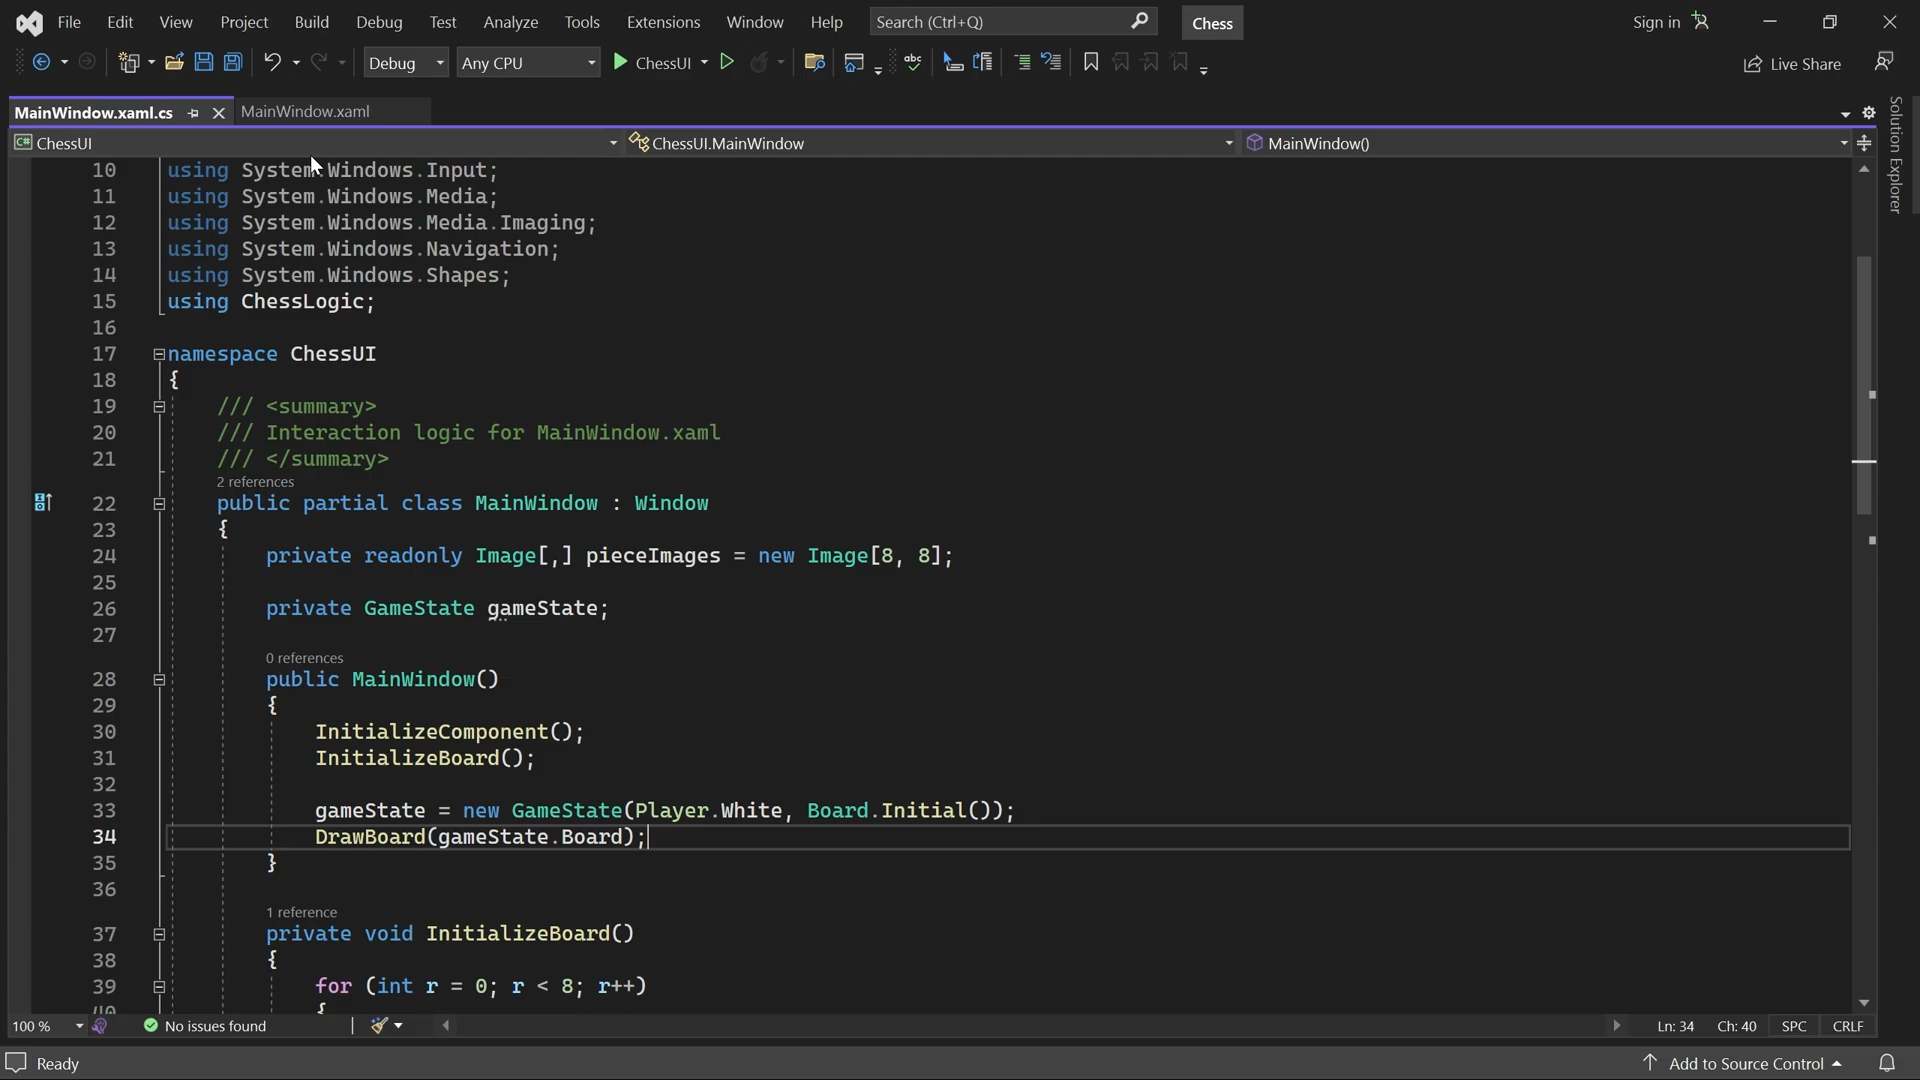 File Edit View Project Build Debug Test Analyze Tools Extensions Window Help Search (Ctrl+Q) Chess Sign in
Debug Any CPU ChessUI abc Live Share
MainWindow.xaml.cs MainWindow.xaml
C# ChessUI ChessUI.MainWindow MainWindow()
Solution Explorer
10 using System.Windows.Input;
11 using System.Windows.Media;
12 using System.Windows.Media.Imaging;
13 using System.Windows.Navigation;
14 using System.Windows.Shapes;
15 using ChessLogic;
16
17 namespace ChessUI
18 {
19 /// <summary>
20 /// Interaction logic for MainWindow.xaml
21 /// </summary>
2 references
22 public partial class MainWindow : Window
23 {
24 private readonly Image[,] pieceImages = new Image[8, 8];
25
26 private GameState gameState;
27
0 references
28 public MainWindow()
29 {
30 InitializeComponent();
31 InitializeBoard();
32
33 gameState = new GameState(Player.White, Board.Initial());
34 DrawBoard(gameState.Board);
35 }
36
1 reference
37 private void InitializeBoard()
38 {
39 for (int r = 0; r < 8; r++)
40 {
100 % No issues found Ln: 34 Ch: 40 SPC CRLF
Ready Add to Source Control